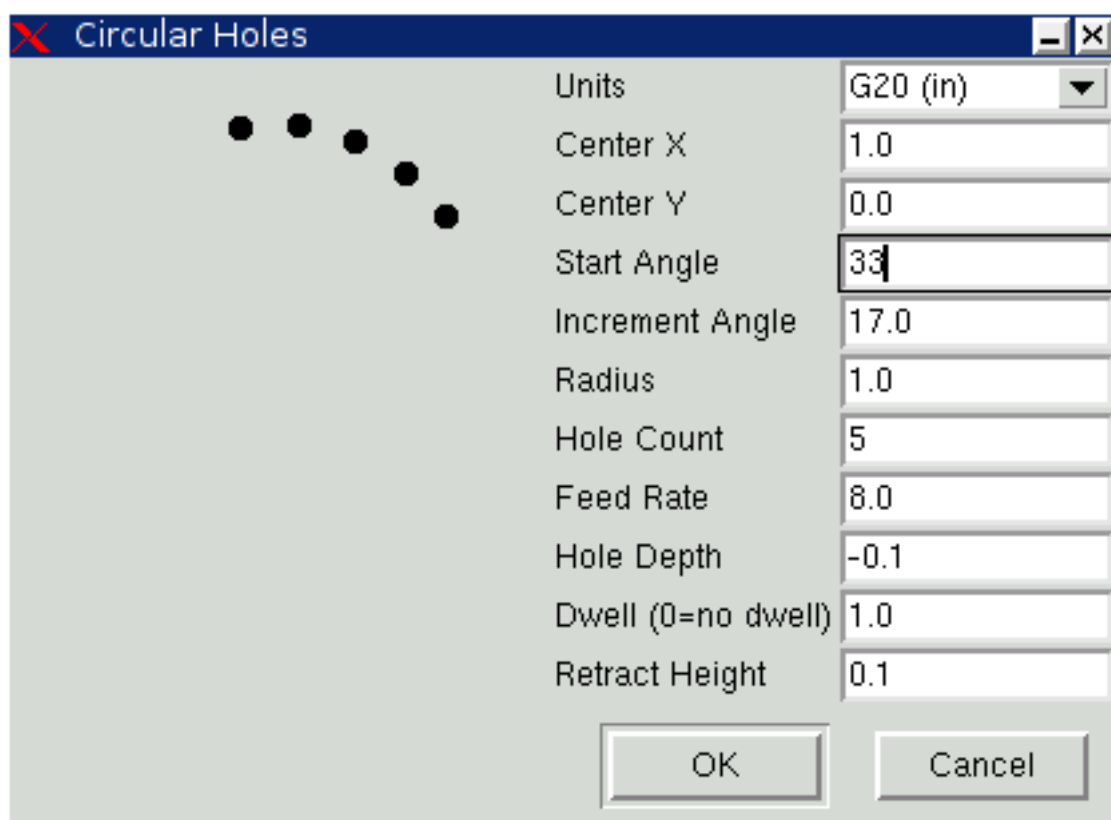 Circular Holes
Units G20 (in)
Center X 1.0
Center Y 0.0
Start Angle 33
Increment Angle 17.0
Radius 1.0
Hole Count 5
Feed Rate 8.0
Hole Depth -0.1
Dwell (0=no dwell) 1.0
Retract Height 0.1
OK Cancel